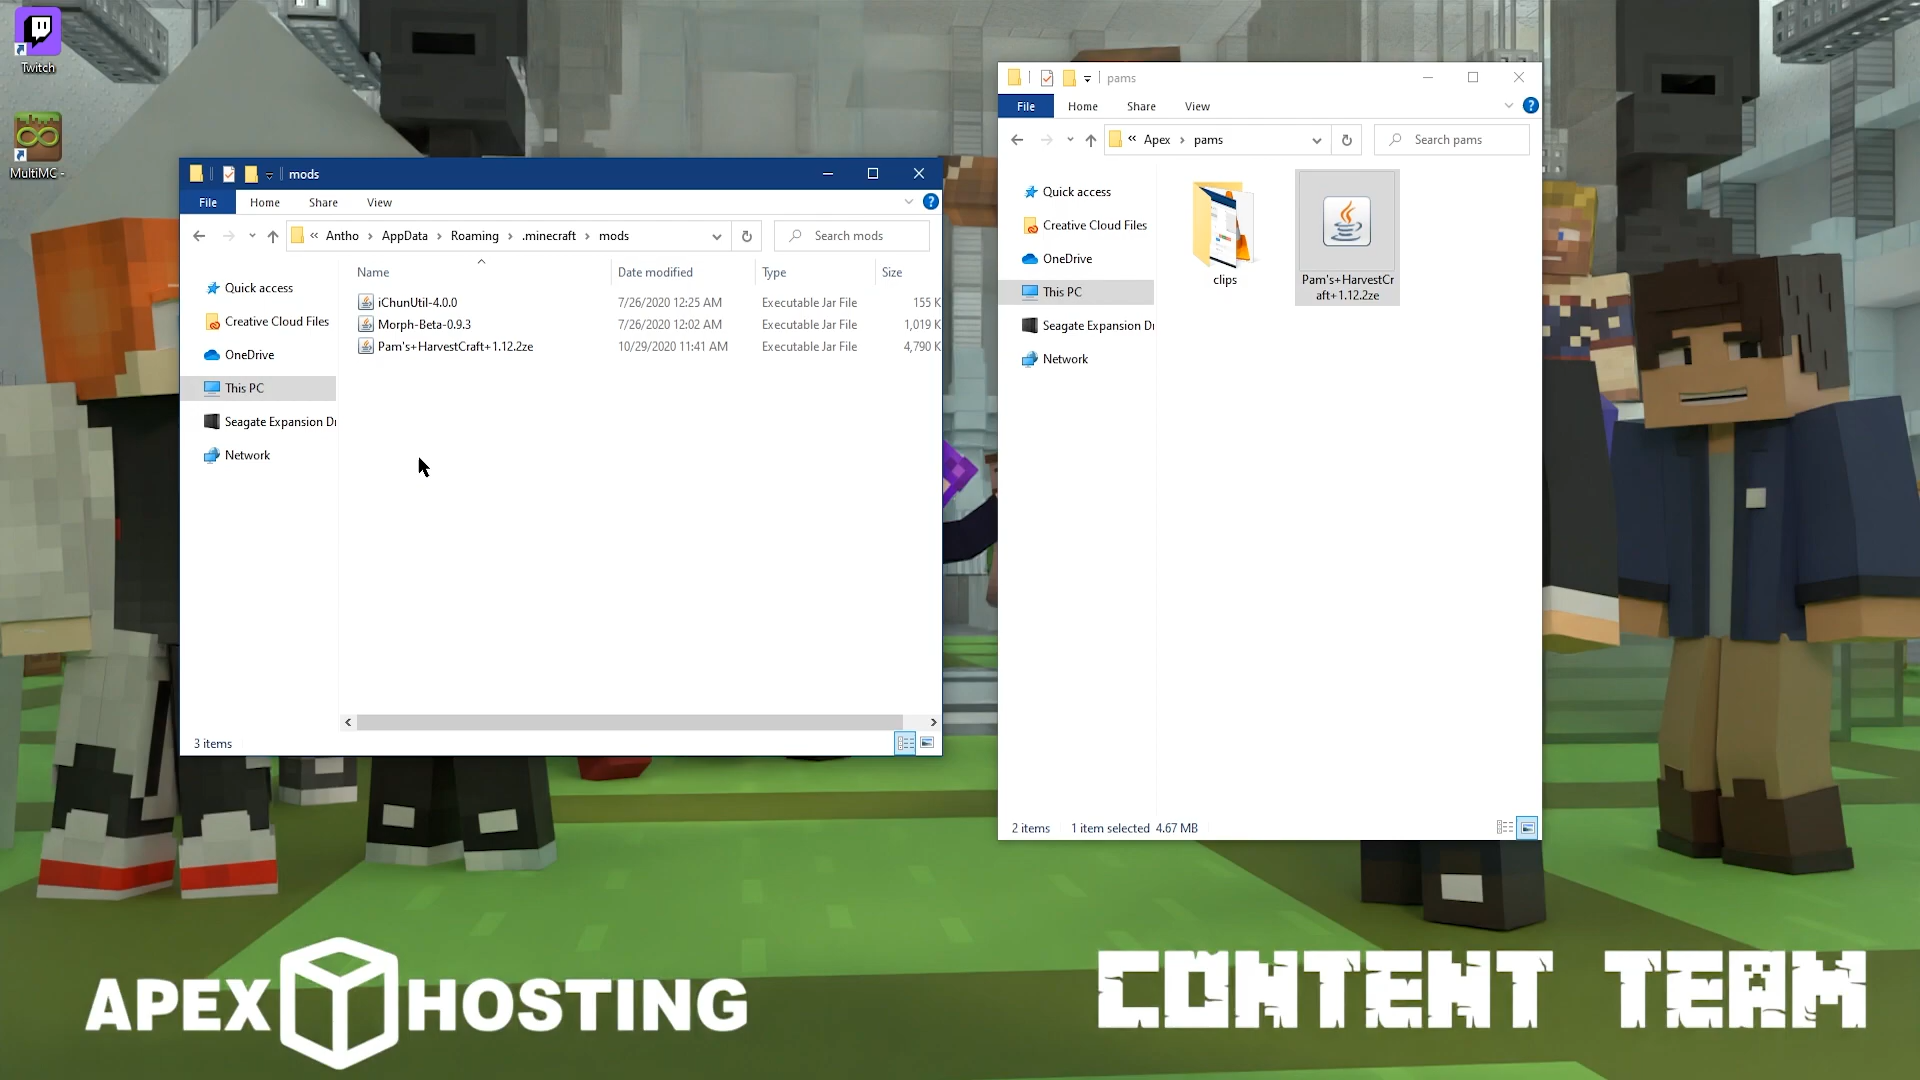 Twitch
MultiMC -
mods
File Home Share View
« Antho › AppData › Roaming › .minecraft › mods
Search mods
Name Date modified Type Size
Quick access
Creative Cloud Files
OneDrive
This PC
Seagate Expansion Dr
Network
iChunUtil-4.0.0 7/26/2020 12:25 AM Executable Jar File 155 K
Morph-Beta-0.9.3 7/26/2020 12:02 AM Executable Jar File 1,019 K
Pam's+HarvestCraft+1.12.2ze 10/29/2020 11:41 AM Executable Jar File 4,790 K
3 items
pams
File Home Share View
« Apex › pams
Search pams
Quick access
Creative Cloud Files
OneDrive
This PC
Seagate Expansion Dr
Network
clips
Pam's+HarvestCr
aft+1.12.2ze
2 items 1 item selected 4.67 MB
APEX HOSTING
CONTENT TEAM